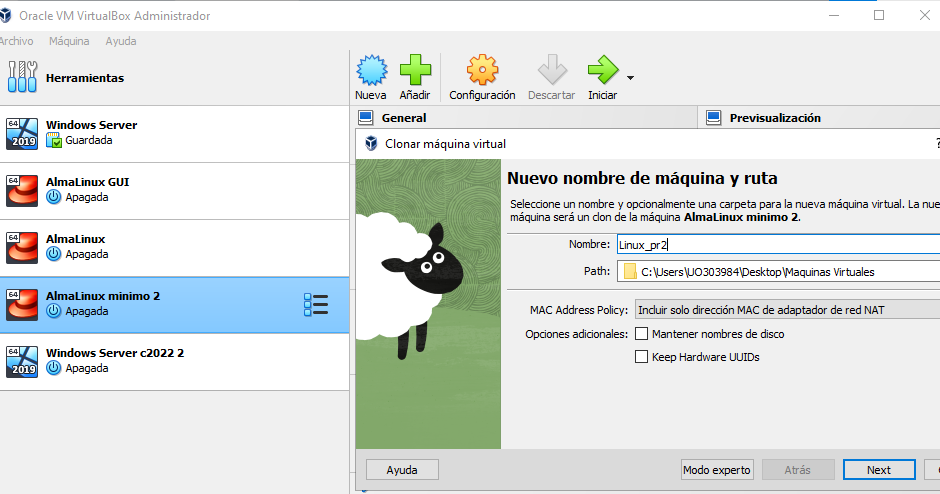 Oracle VM VirtualBox Administrador
Archivo Máquina Ayuda
Herramientas
Nueva Añadir Configuración Descartar Iniciar
64
2019
Windows Server
Guardada
64
AlmaLinux GUI
Apagada
64
AlmaLinux
Apagada
64
AlmaLinux minimo 2
Apagada
64
2019
Windows Server c2022 2
Apagada
General
Previsualización
Clonar máquina virtual
?
Nuevo nombre de máquina y ruta
Seleccione un nombre y opcionalmente una carpeta para la nueva máquina virtual. La nue
máquina será un clon de la máquina AlmaLinux minimo 2.
Nombre: Linux_pr2
Path: C:\Users\UO303984\Desktop\Maquinas Virtuales
MAC Address Policy: Incluir solo dirección MAC de adaptador de red NAT
Opciones adicionales: Mantener nombres de disco
Keep Hardware UUIDs
Ayuda Modo experto Atrás Next